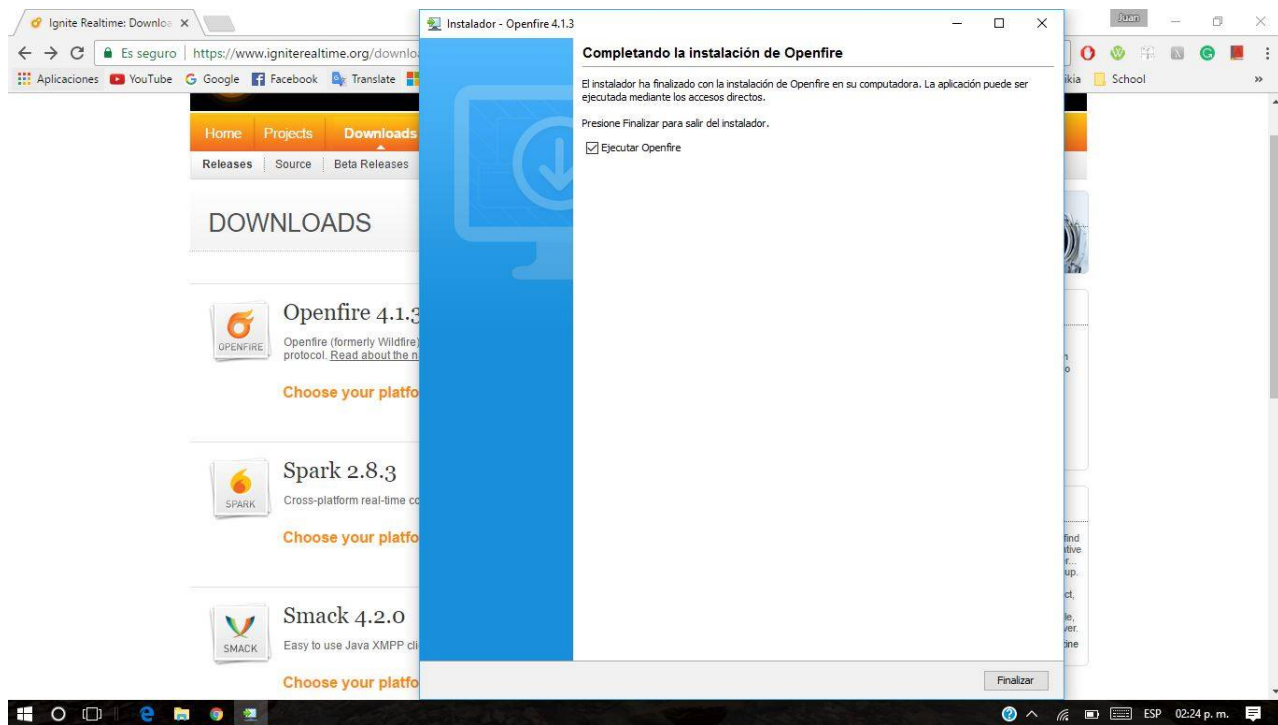 Ignite Realtime: Downloa
Instalador - Openfire 4.1.3
Juan
Es seguro | https://www.igniterealtime.org/downlo
Aplicaciones YouTube Google Facebook Translate
ikia School »
Home Projects Downloads
Releases Source Beta Releases
DOWNLOADS
OPENFIRE
Openfire 4.1.3
Openfire (formerly Wildfire)
protocol. Read about the n
Choose your platfo
SPARK
Spark 2.8.3
Cross-platform real-time co
Choose your platfo
SMACK
Smack 4.2.0
Easy to use Java XMPP cli
Choose your platfo
Completando la instalación de Openfire
El instalador ha finalizado con la instalación de Openfire en su computadora. La aplicación puede ser
ejecutada mediante los accesos directos.
Presione Finalizar para salir del instalador.
Ejecutar Openfire
Finalizar
find
up.
ct,
ESP 02:24 p. m.